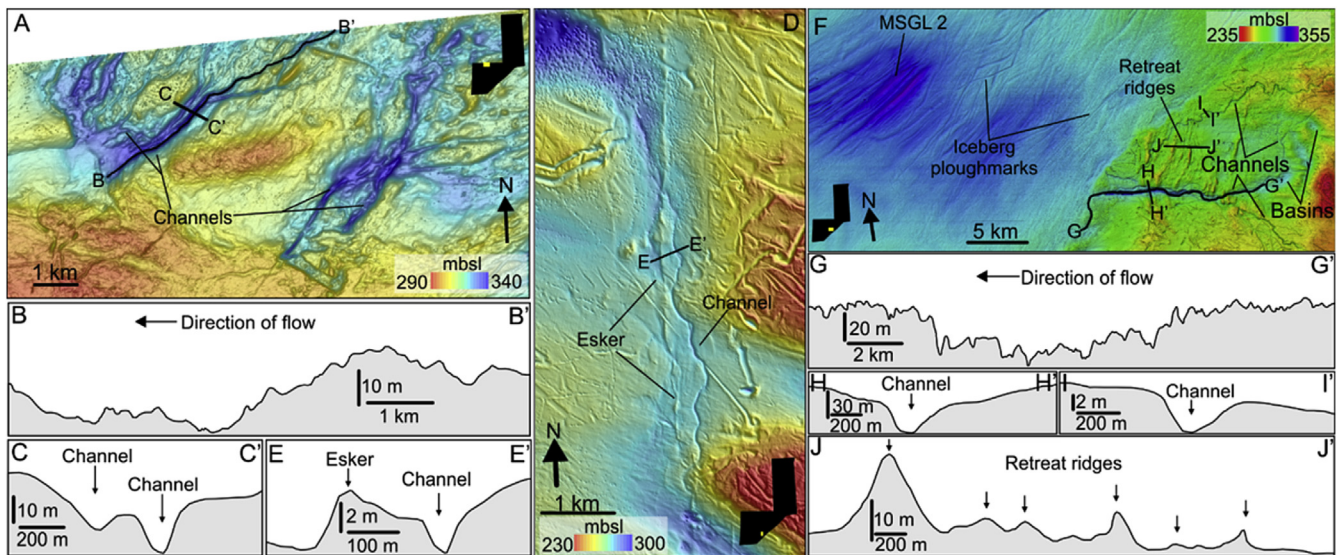 A
B'
C
C'
B
Channels
N
1 km
mbsl
290 340
B B'
Direction of flow
10 m
1 km
C C'
Channel
Channel
10 m
200 m
E E'
Esker
Channel
2 m
100 m
D
E'
E
Channel
Esker
N
1 km
mbsl
230 300
F
MSGL 2
mbsl
235 355
Retreat
ridges
I
I'
Iceberg
ploughmarks
J J'
Channels
H
G'
H'
Basins
G
N
5 km
G G'
Direction of flow
20 m
2 km
H H'
Channel
30 m
200 m
I I'
Channel
2 m
200 m
J J'
Retreat ridges
10 m
200 m